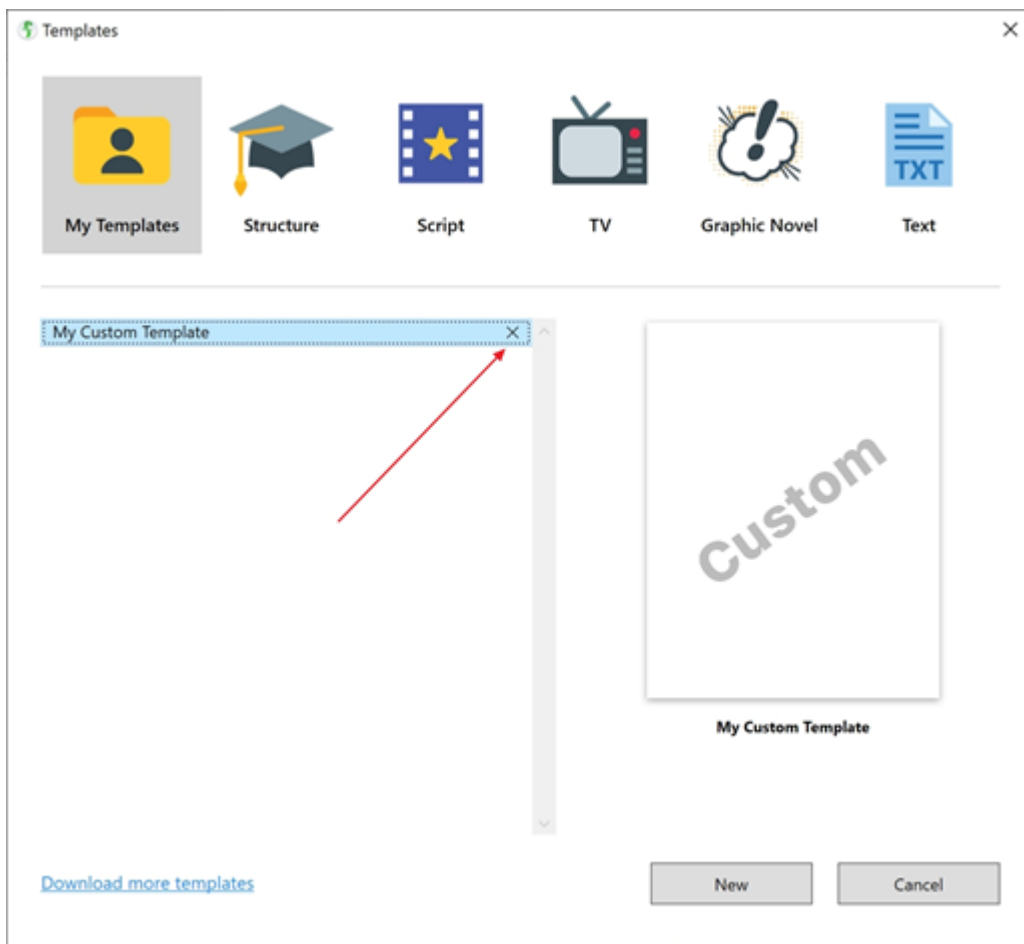 Templates
My Templates
Structure
Script
TV
Graphic Novel
TXT
Text
My Custom Template
Custom
My Custom Template
Download more templates
New
Cancel